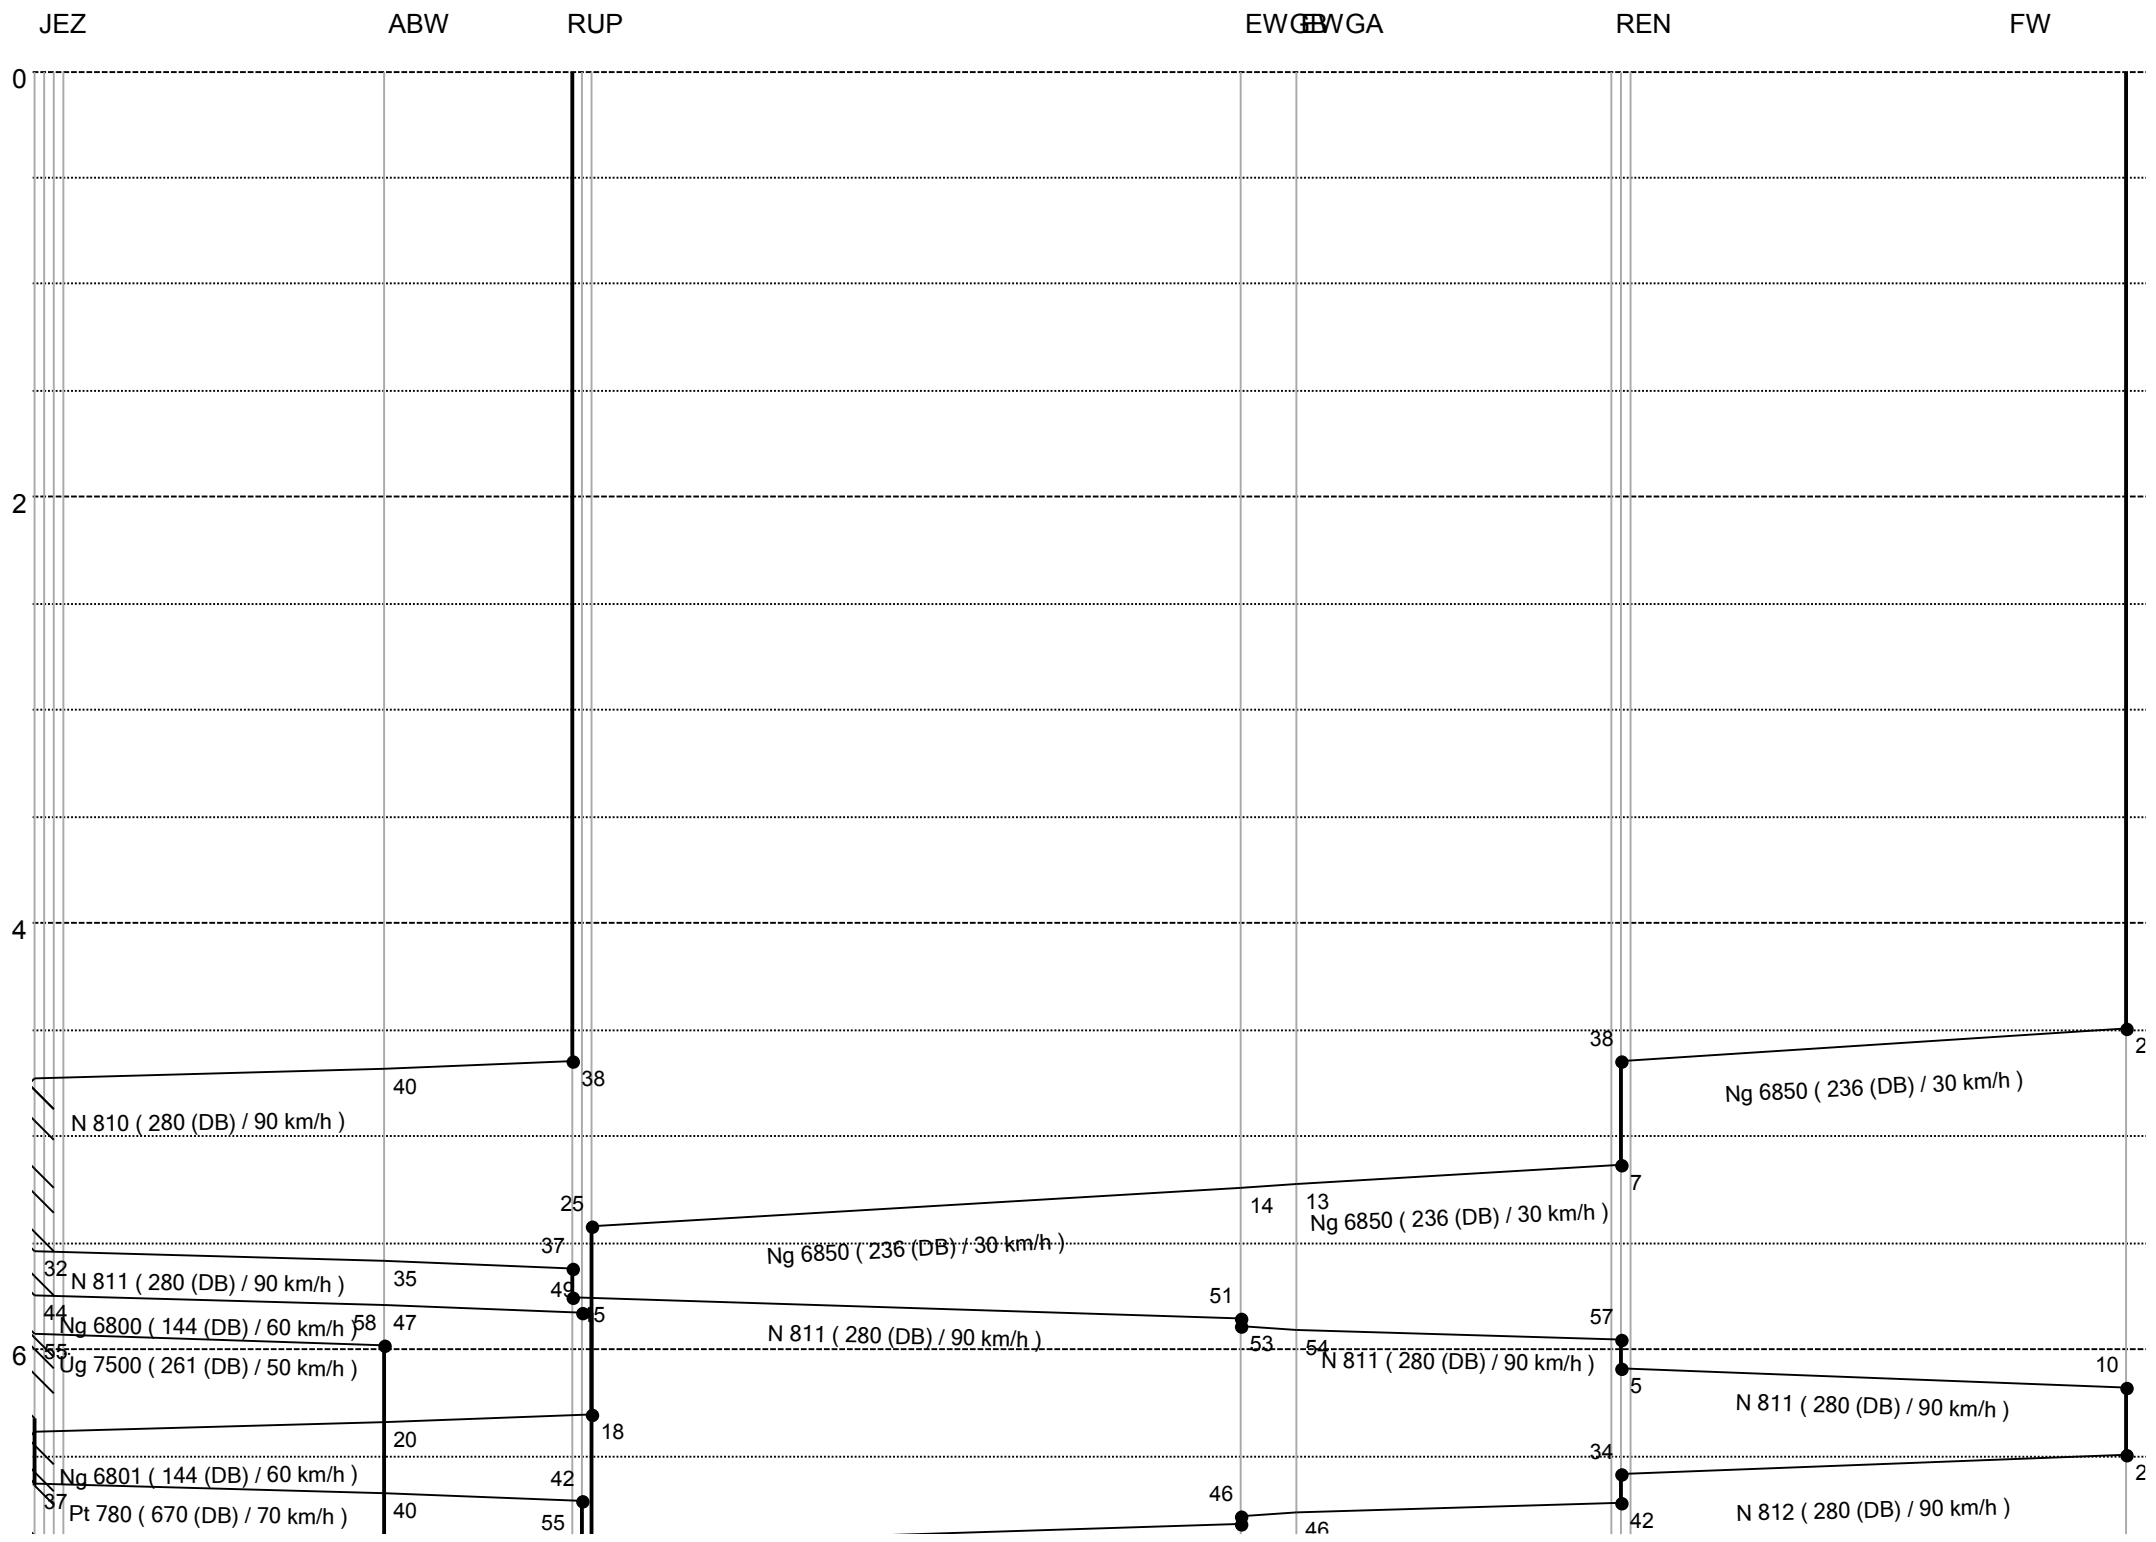 JEZ ABW RUP EWGB EWGA REN FW
0
2
4
38
2
38
40
Ng 6850 ( 236 (DB) / 30 km/h )
N 810 ( 280 (DB) / 90 km/h )
7
25
14
13
Ng 6850 ( 236 (DB) / 30 km/h )
37
Ng 6850 ( 236 (DB) / 30 km/h )
32
N 811 ( 280 (DB) / 90 km/h )
35
49
51
44
Ng 6800 ( 144 (DB) / 60 km/h )
58
47
57
N 811 ( 280 (DB) / 90 km/h )
53
54
6
55
Ug 7500 ( 261 (DB) / 50 km/h )
N 811 ( 280 (DB) / 90 km/h )
10
5
N 811 ( 280 (DB) / 90 km/h )
20
18
34
2
Ng 6801 ( 144 (DB) / 60 km/h )
42
46
37
Pt 780 ( 670 (DB) / 70 km/h )
40
55
46
42
N 812 ( 280 (DB) / 90 km/h )